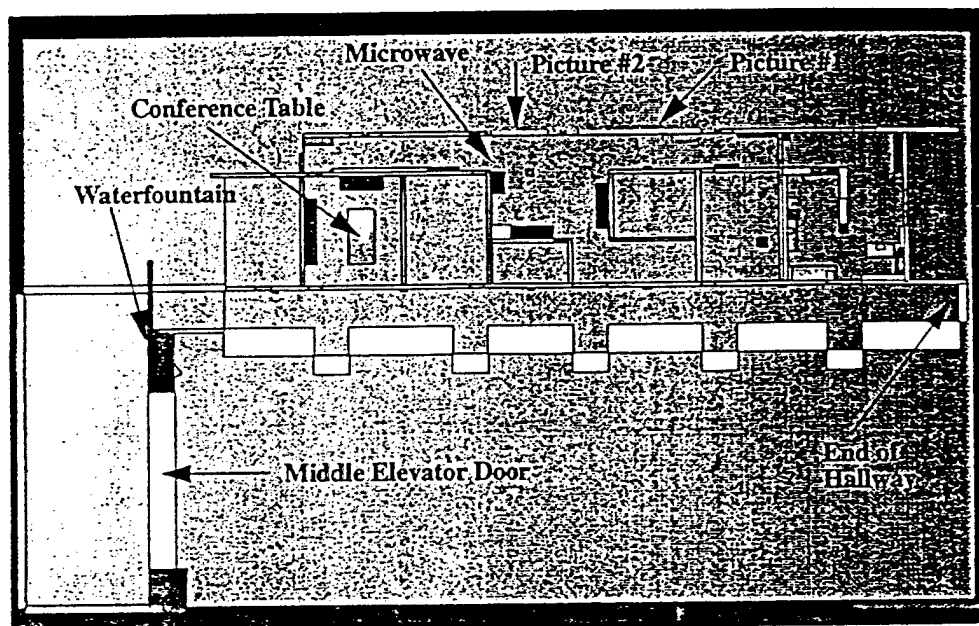 Microwave
Picture #2
Picture #1
Conference Table
Waterfountain
Middle Elevator Door
End of
Hallway